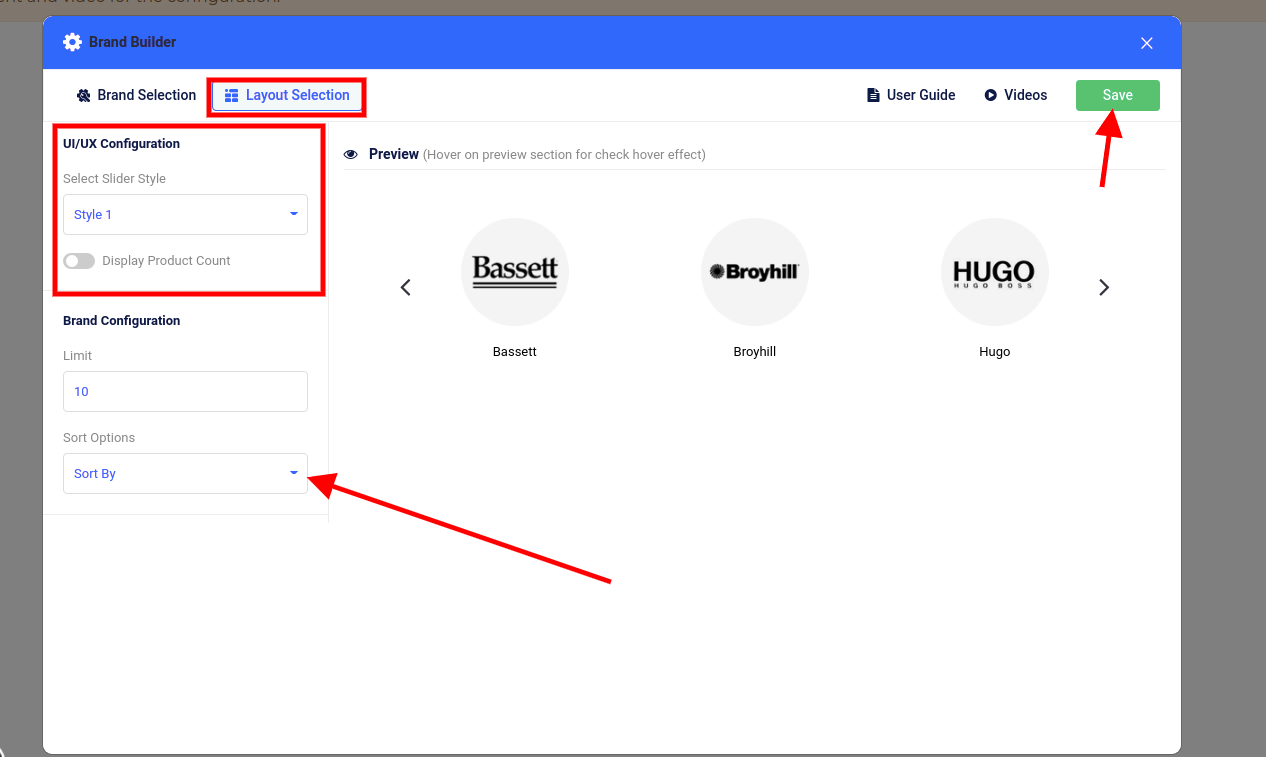 Brand Builder
Brand Selection
Layout Selection
User Guide
Videos
Save
UI/UX Configuration
Select Slider Style
Style 1
Display Product Count
Brand Configuration
Limit
10
Sort Options
Sort By
Preview (Hover on preview section for check hover effect)
Bassett
Broyhill
HUGO
HUGO BOSS
Bassett
Broyhill
Hugo